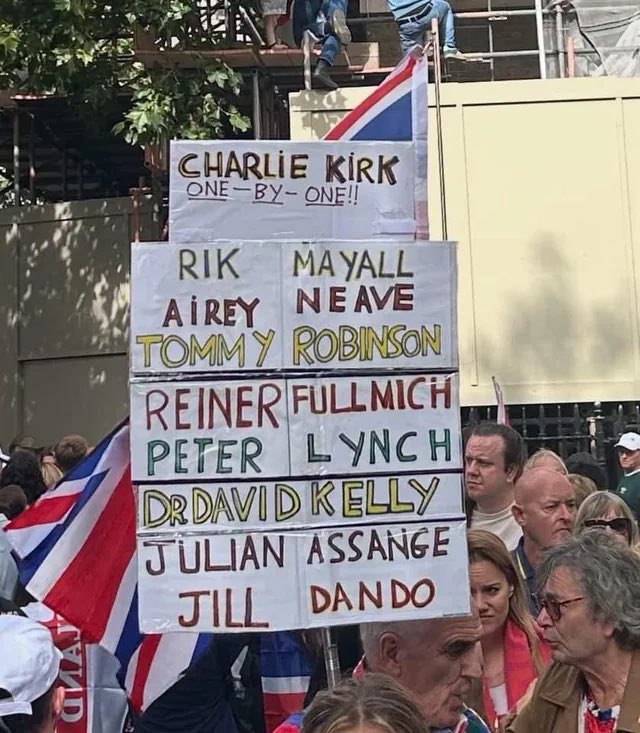 CHARLiE KIRK
ONE-BY-ONE!!
RIK MAYALL
AiREY NEAVE
TOMMY ROBINSON
REINER FULLMICH
PETER LYNCH
DR DAVID KELLY
JULIAN ASSANGE
JILL DANDO